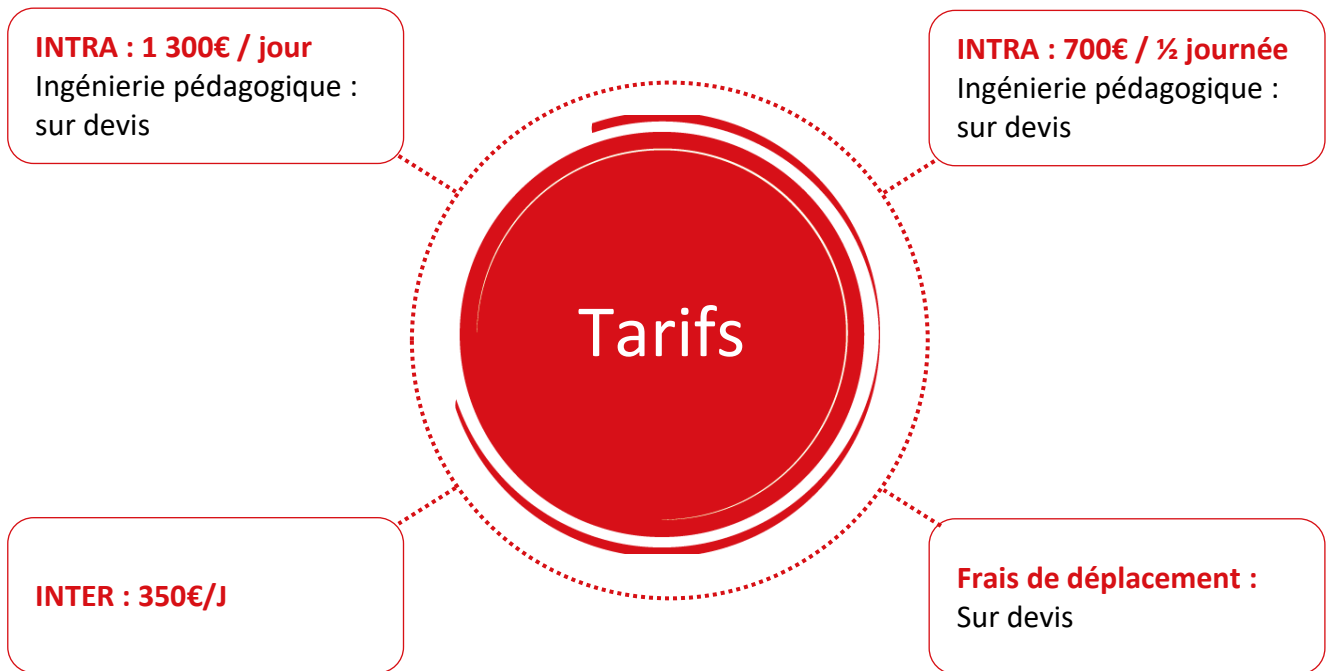 INTRA : 1 300€ / jour
Ingénierie pédagogique :
sur devis
INTRA : 700€ / ½ journée
Ingénierie pédagogique :
sur devis
Tarifs
INTER : 350€/J
Frais de déplacement :
Sur devis